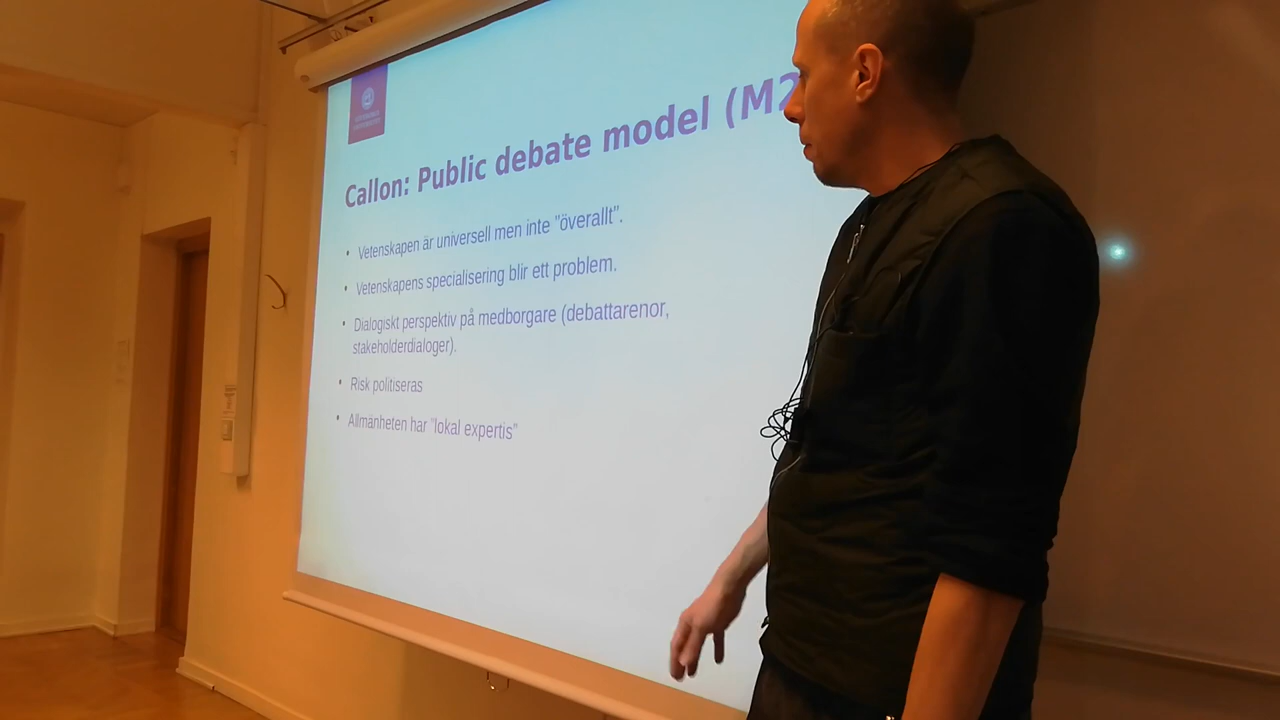 Callon: Public debate model (M2
Vetenskapen är universell men inte "överallt".
Vetenskapens specialisering blir ett problem.
Dialogiskt perspektiv på medborgare (debattarenor,
stakeholderdialoger).
Risk politiseras
Allmänheten har "lokal expertis"